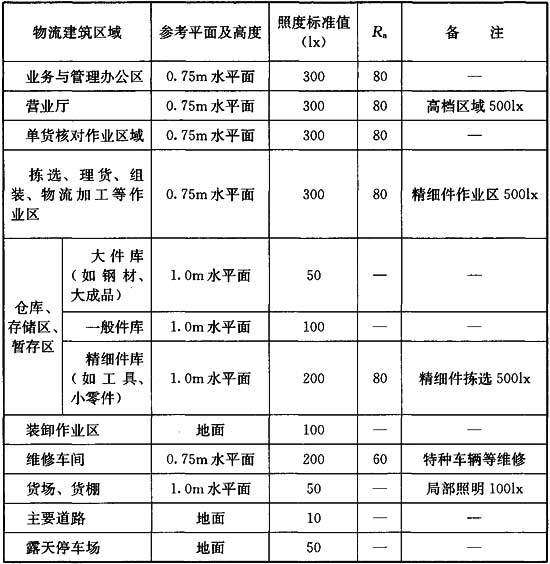 物流建筑区域 参考平面及高度 照度标准值(lx) Ra 备 注
业务与管理办公区 0.75m 水平面 300 80 —
营业厅 0.75m 水平面 300 80 高档区域 500lx
单货核对作业区域 0.75m 水平面 300 80 —
拣选、理货、组装、物流加工等作业区 0.75m 水平面 300 80 精细件作业区 500lx
仓库、存储区、暂存区 大件库(如钢材、大成品) 1.0m 水平面 50 — —
一般件库 1.0m 水平面 100 — —
精细件库(如工具、小零件) 1.0m 水平面 200 80 精细件拣选 500lx
装卸作业区 地面 100 — —
维修车间 0.75m 水平面 200 60 特种车辆等维修
货场、货棚 1.0m 水平面 50 — 局部照明 100lx
主要道路 地面 10 — —
露天停车场 地面 50 — —